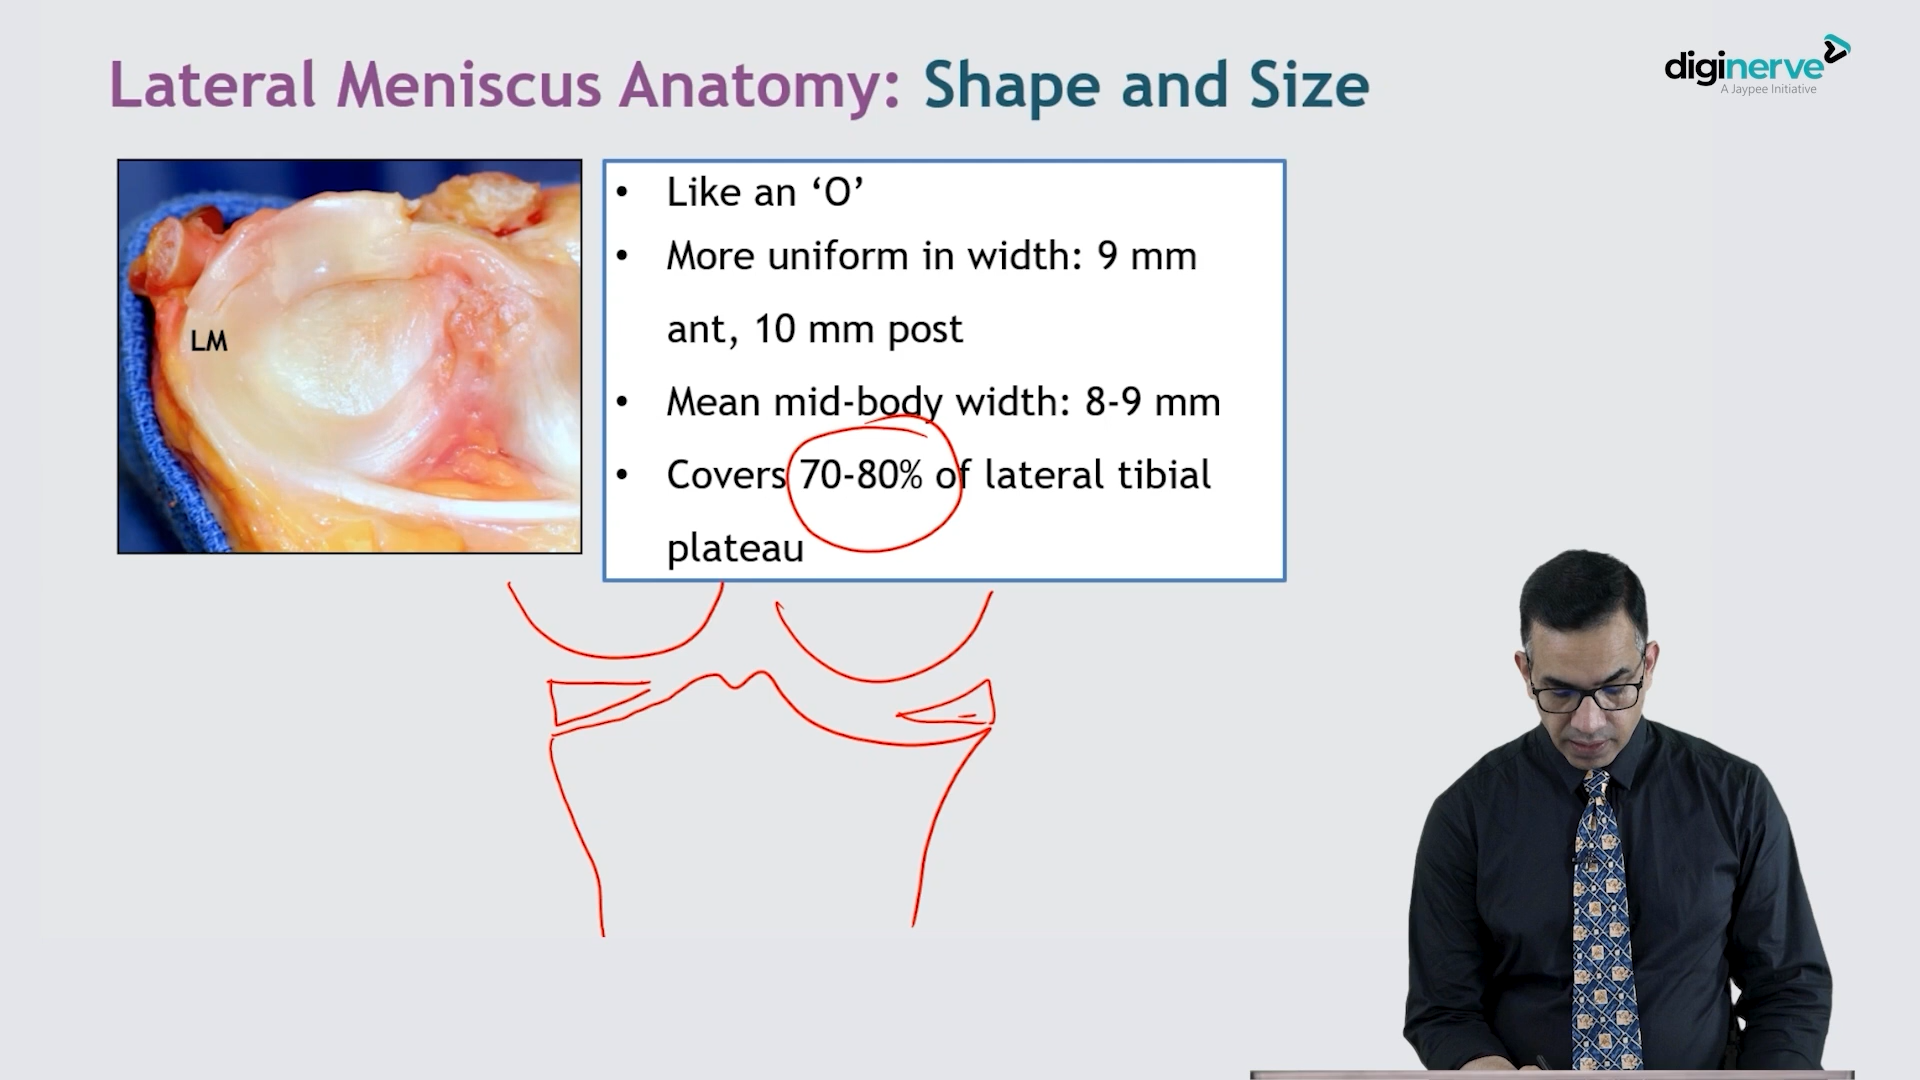 Lateral Meniscus Anatomy: Shape and Size
diginerve
A Jaypee Initiative
LM
• Like an ‘O’
• More uniform in width: 9 mm
ant, 10 mm post
• Mean mid-body width: 8-9 mm
• Covers 70-80% of lateral tibial
plateau